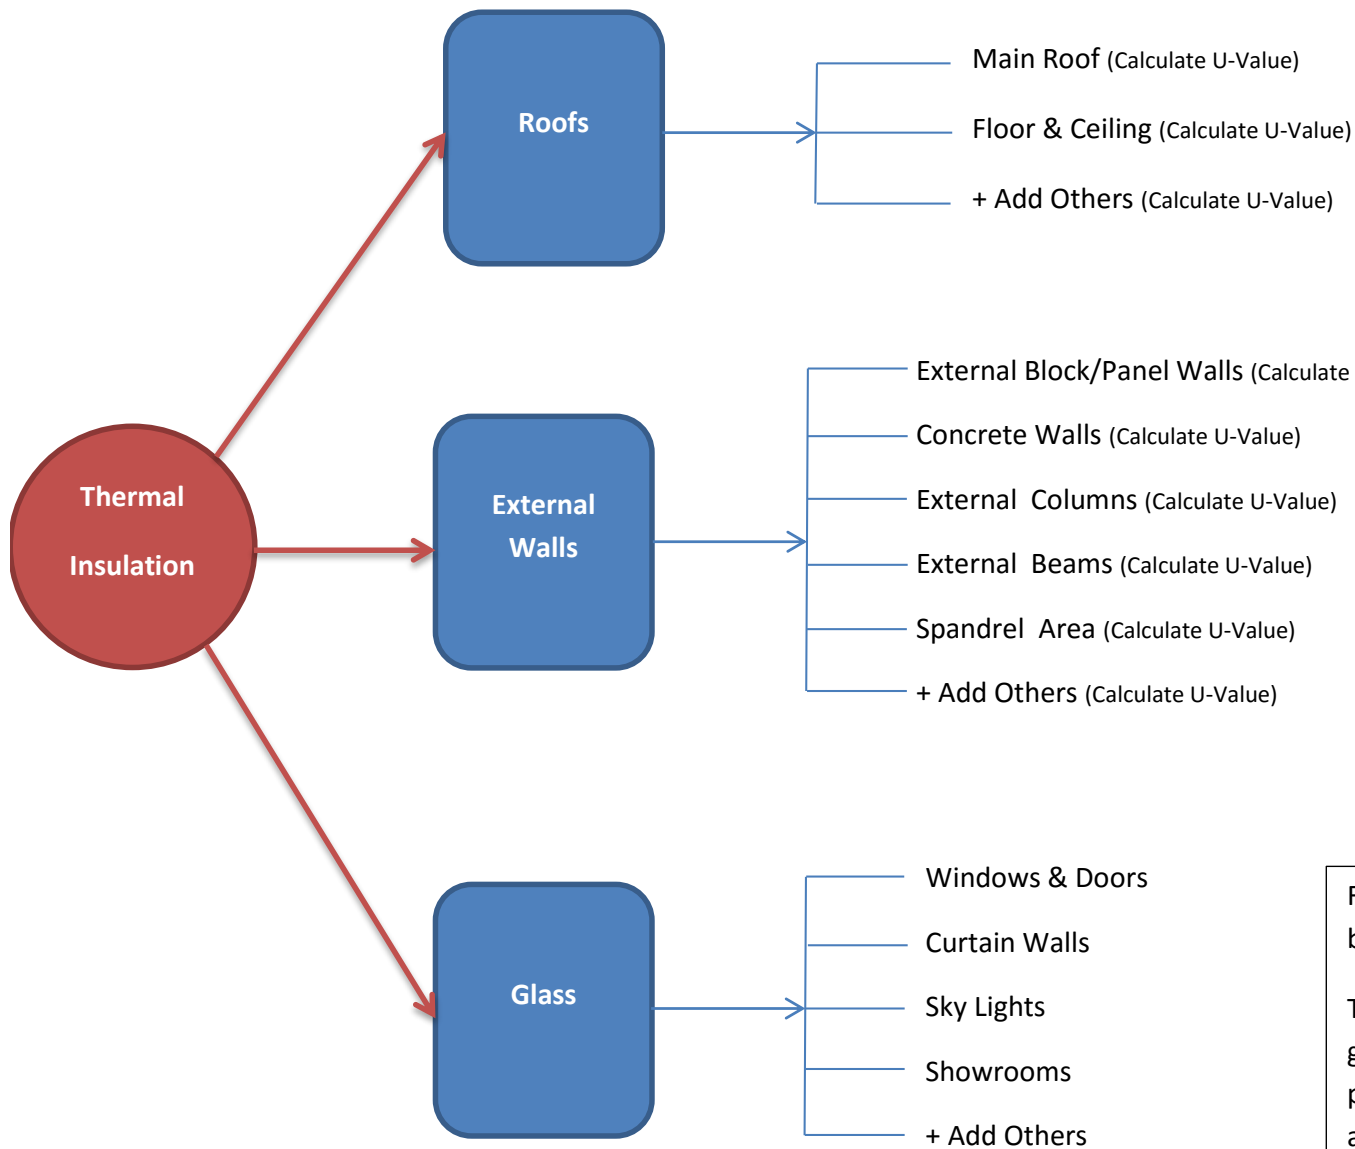 Roofs
Main Roof (Calculate U-Value)
Floor & Ceiling (Calculate U-Value)
+ Add Others (Calculate U-Value)
Thermal
Insulation
External
Walls
External Block/Panel Walls (Calculate
Concrete Walls (Calculate U-Value)
External  Columns (Calculate U-Value)
External  Beams (Calculate U-Value)
Spandrel  Area (Calculate U-Value)
+ Add Others (Calculate U-Value)
Glass
Windows & Doors
Curtain Walls
Sky Lights
Showrooms
+ Add Others